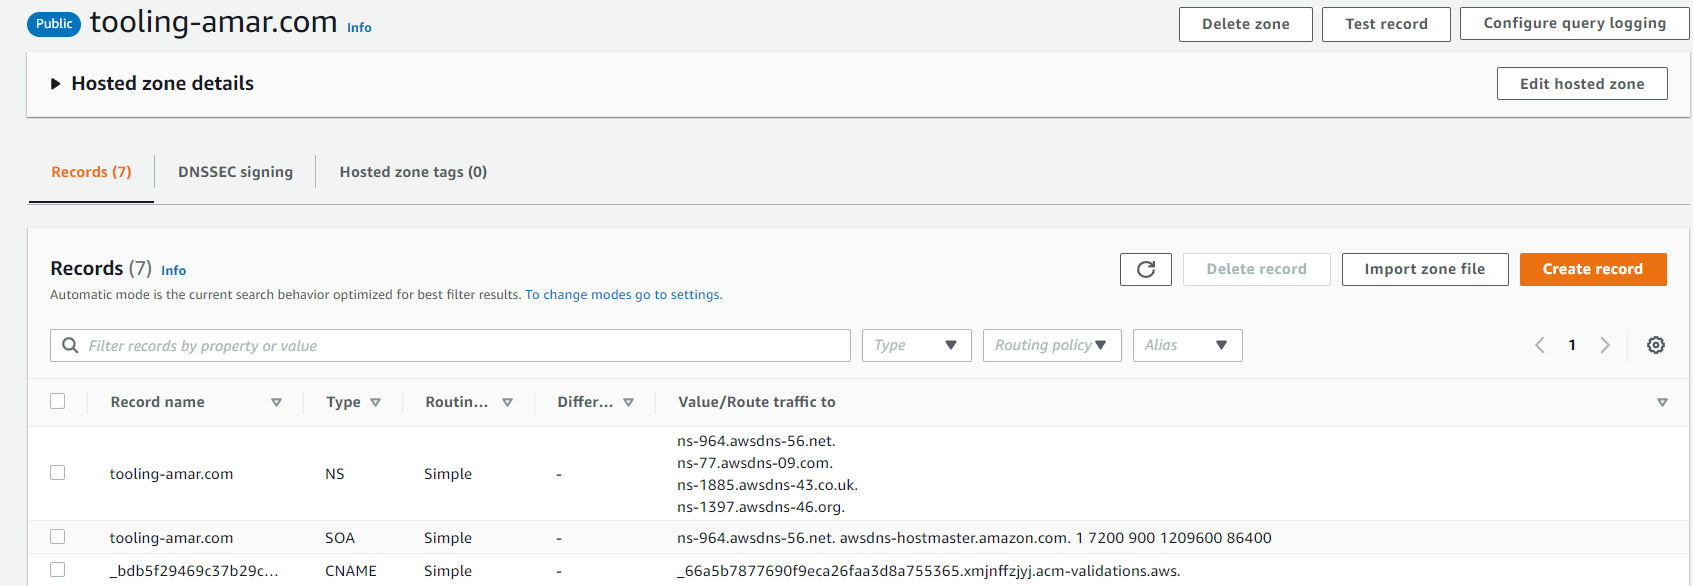 Public tooling-amar.com Info
Delete zone Test record Configure query logging
Hosted zone details
Edit hosted zone
Records (7) DNSSEC signing Hosted zone tags (0)
Records (7) Info
Delete record Import zone file Create record
Automatic mode is the current search behavior optimized for best filter results. To change modes go to settings.
Filter records by property or value Type Routing policy Alias 1
Record name Type Routin... Differ... Value/Route traffic to
tooling-amar.com NS Simple -
ns-964.awsdns-56.net.
ns-77.awsdns-09.com.
ns-1885.awsdns-43.co.uk.
ns-1397.awsdns-46.org.
tooling-amar.com SOA Simple - ns-964.awsdns-56.net. awsdns-hostmaster.amazon.com. 1 7200 900 1209600 86400
_bdb5f29469c37b29c... CNAME Simple - _66a5b7877690f9eca26faa3d8a755365.xmjnffzjyj.acm-validations.aws.